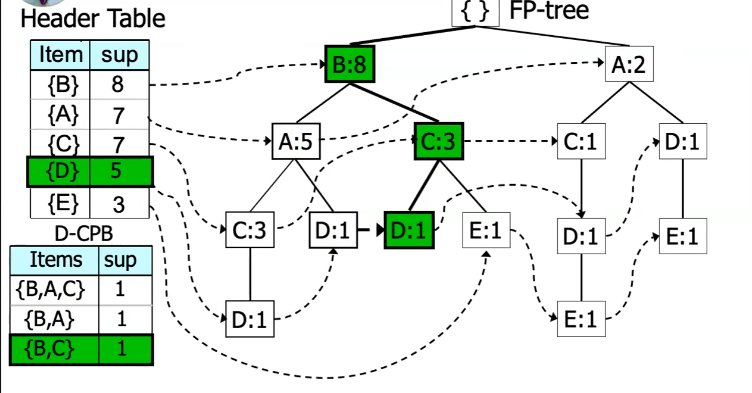 { } FP-tree
Header Table
Item sup
{B} 8
{A} 7
{C} 7
{D} 5
{E} 3
B:8
A:2
A:5
C:3
C:1
D:1
C:3
D:1
D:1
E:1
D:1
E:1
D:1
E:1
D-CPB
Items sup
{B,A,C} 1
{B,A} 1
{B,C} 1